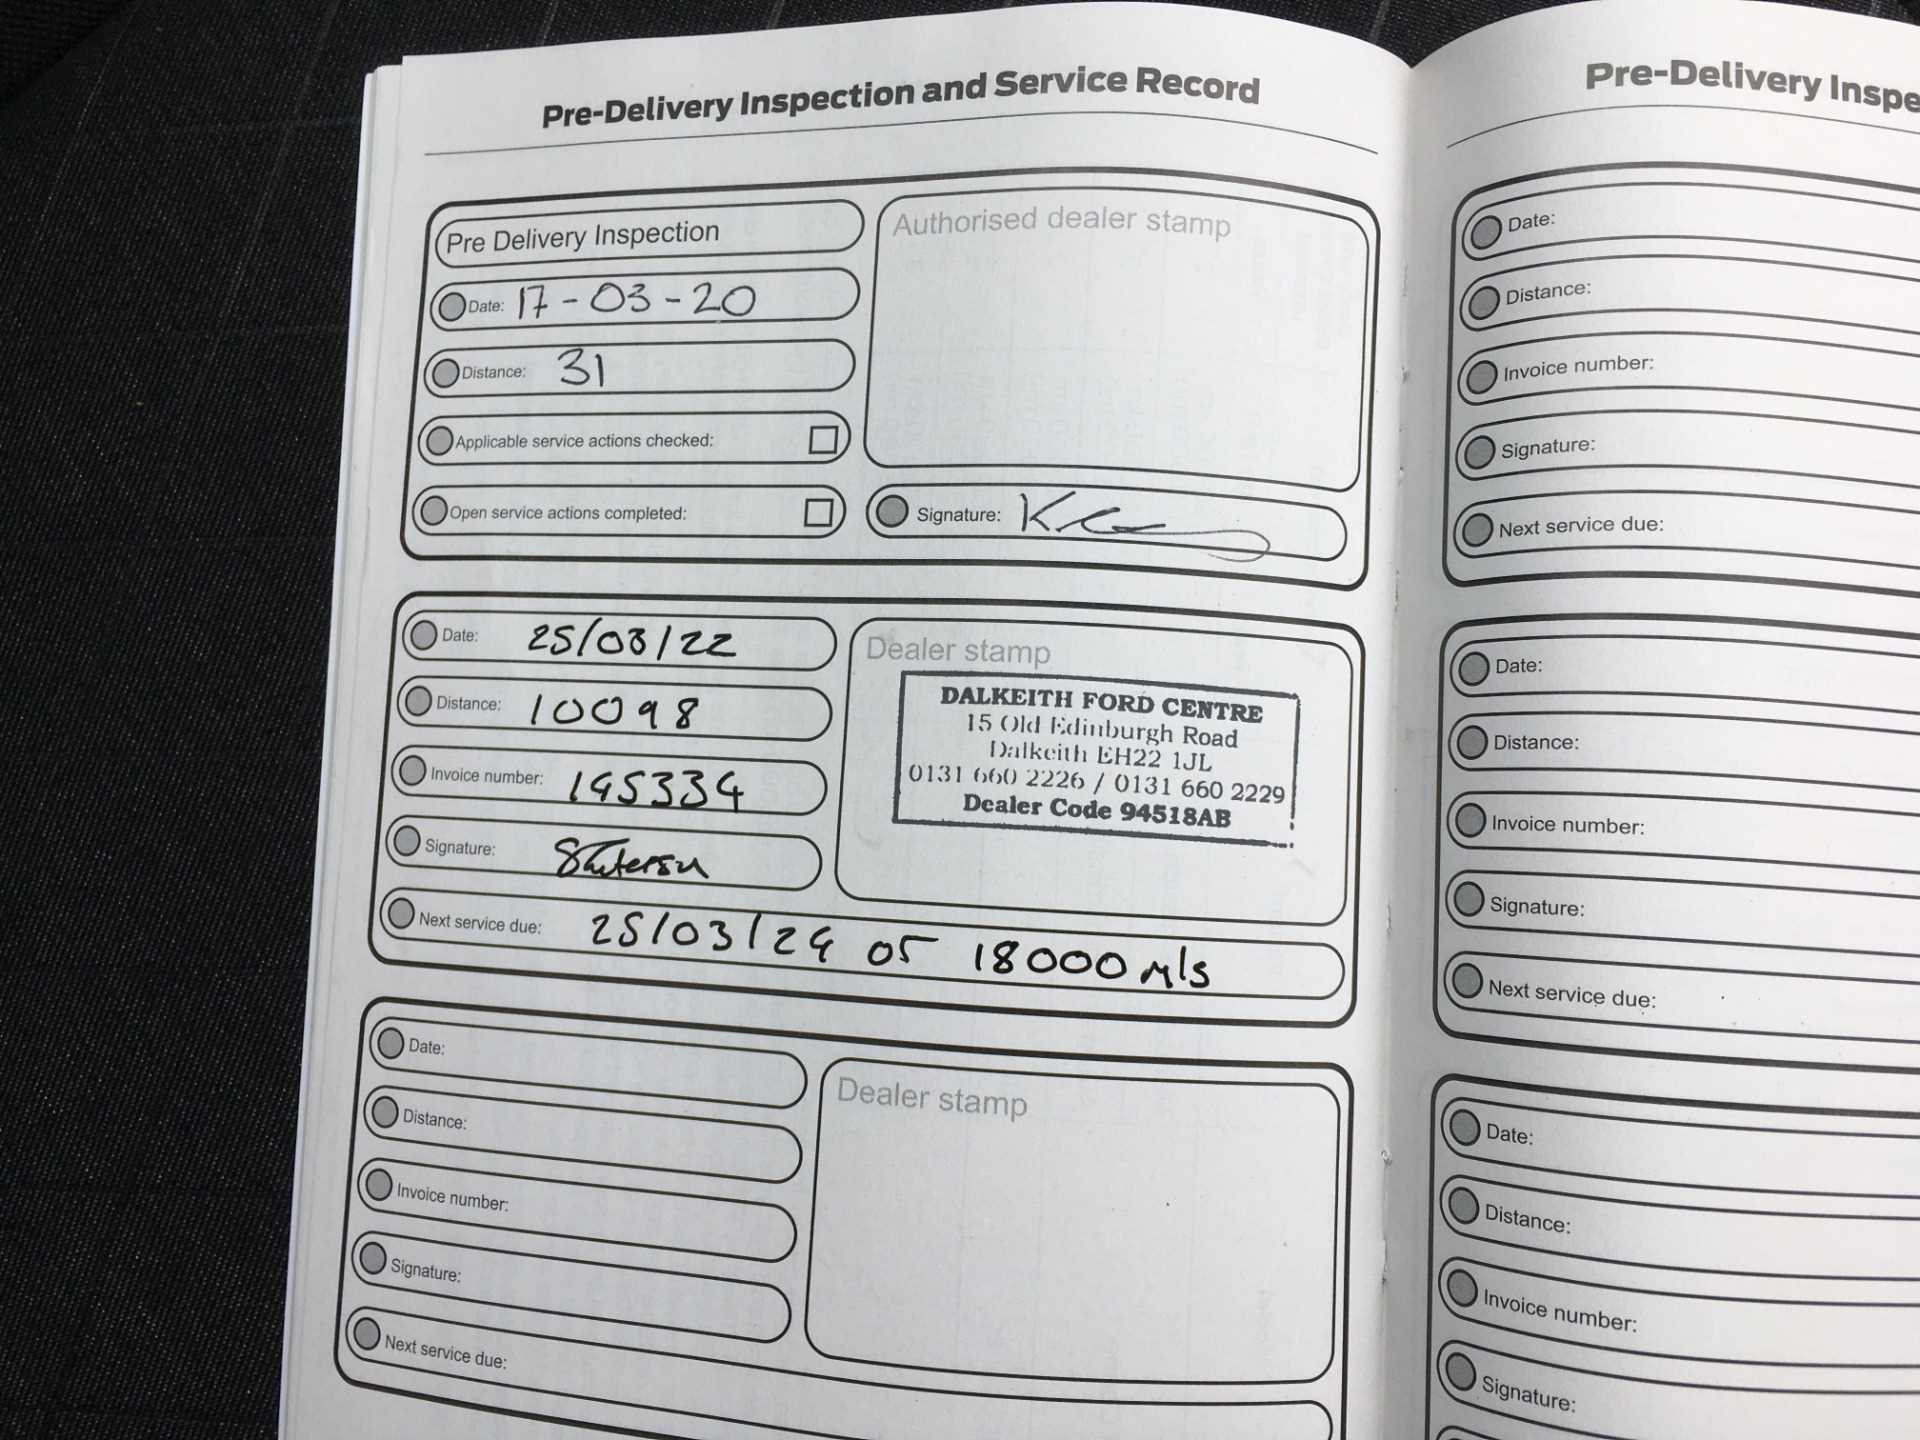 Pre-Delivery Inspection and Service Record
Pre Delivery Inspection
Date: 17-03-20
Distance: 31
Applicable service actions checked:
Open service actions completed:
Authorised dealer stamp
Signature:
Date: 25/03/22
Distance: 10098
Invoice number: 145334
Signature:
Next service due: 25/03/24 or 18000 mls
Dealer stamp
DALKEITH FORD CENTRE
15 Old Edinburgh Road
Dalkeith EH22 1JL
0131 660 2226 / 0131 660 2229
Dealer Code 94518AB
Date:
Distance:
Invoice number:
Signature:
Next service due:
Dealer stamp
Pre-Delivery Inspe
Date:
Distance:
Invoice number:
Signature:
Next service due:
Date:
Distance:
Invoice number:
Signature:
Next service due:
Date:
Distance:
Invoice number:
Signature: